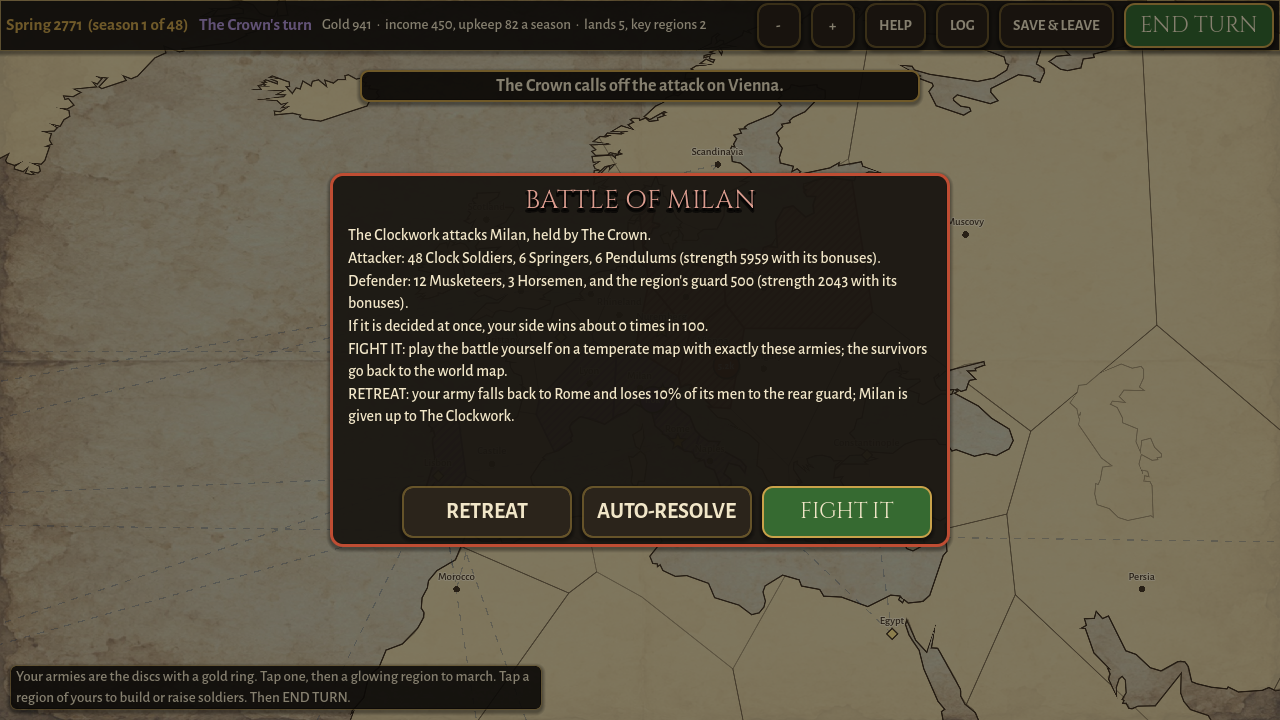 Spring 2771 (season 1 of 48) The Crown's turn Gold 941 · income 450, upkeep 82 a season · lands 5, key regions 2
- + HELP LOG SAVE & LEAVE END TURN
The Crown calls off the attack on Vienna.
Scandinavia
Muscovy
BATTLE OF MILAN
The Clockwork attacks Milan, held by The Crown.
Attacker: 48 Clock Soldiers, 6 Springers, 6 Pendulums (strength 5959 with its bonuses).
Defender: 12 Musketeers, 3 Horsemen, and the region's guard 500 (strength 2043 with its
bonuses).
If it is decided at once, your side wins about 0 times in 100.
FIGHT IT: play the battle yourself on a temperate map with exactly these armies; the survivors
go back to the world map.
RETREAT: your army falls back to Rome and loses 10% of its men to the rear guard; Milan is
given up to The Clockwork.
RETREAT AUTO-RESOLVE FIGHT IT
Morocco
Persia
Egypt
Your armies are the discs with a gold ring. Tap one, then a glowing region to march. Tap a
region of yours to build or raise soldiers. Then END TURN.